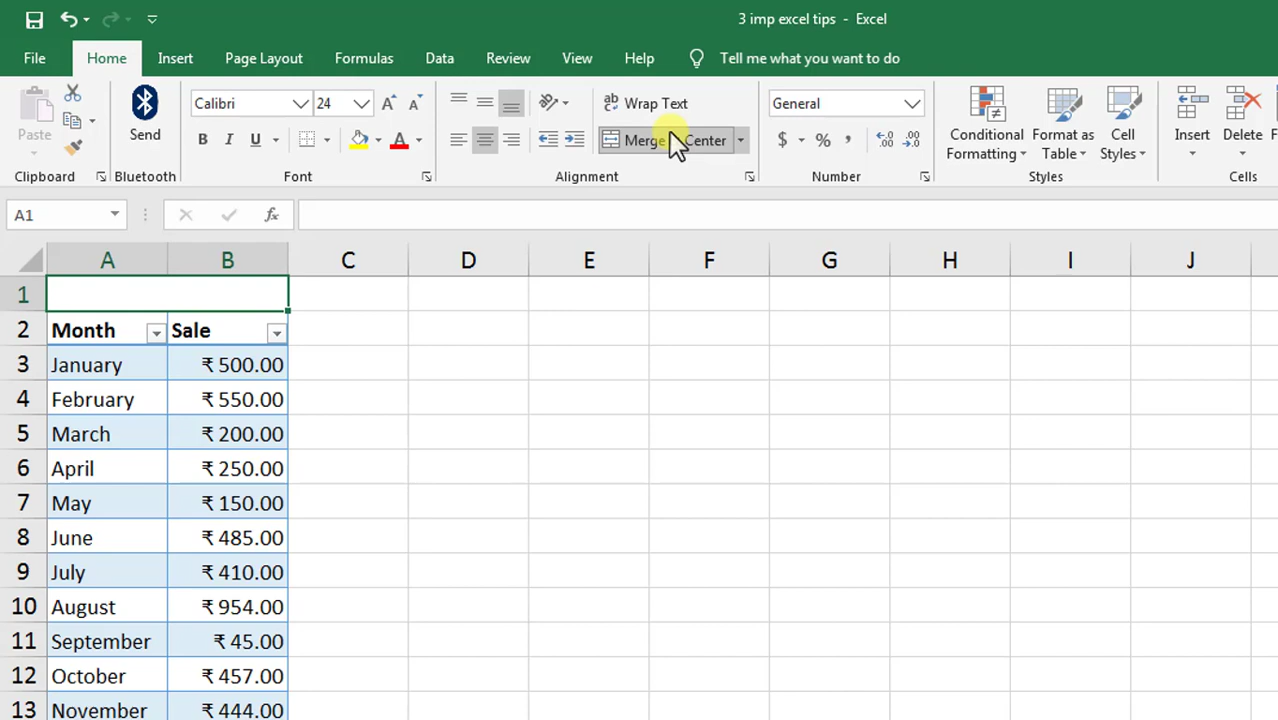 3 imp excel tips - Excel
File Home Insert Page Layout Formulas Data Review View Help Tell me what you want to do
Paste
Send
Calibri 24
B I U A
Wrap Text
Merge Center
General
$ % ,
Conditional Formatting
Format as Table
Cell Styles
Insert
Delete
Clipboard Bluetooth Font Alignment Number Styles Cells
A1 fx
A B C D E F G H I J
1
2 Month Sale
3 January ₹ 500.00
4 February ₹ 550.00
5 March ₹ 200.00
6 April ₹ 250.00
7 May ₹ 150.00
8 June ₹ 485.00
9 July ₹ 410.00
10 August ₹ 954.00
11 September ₹ 45.00
12 October ₹ 457.00
13 November ₹ 444.00